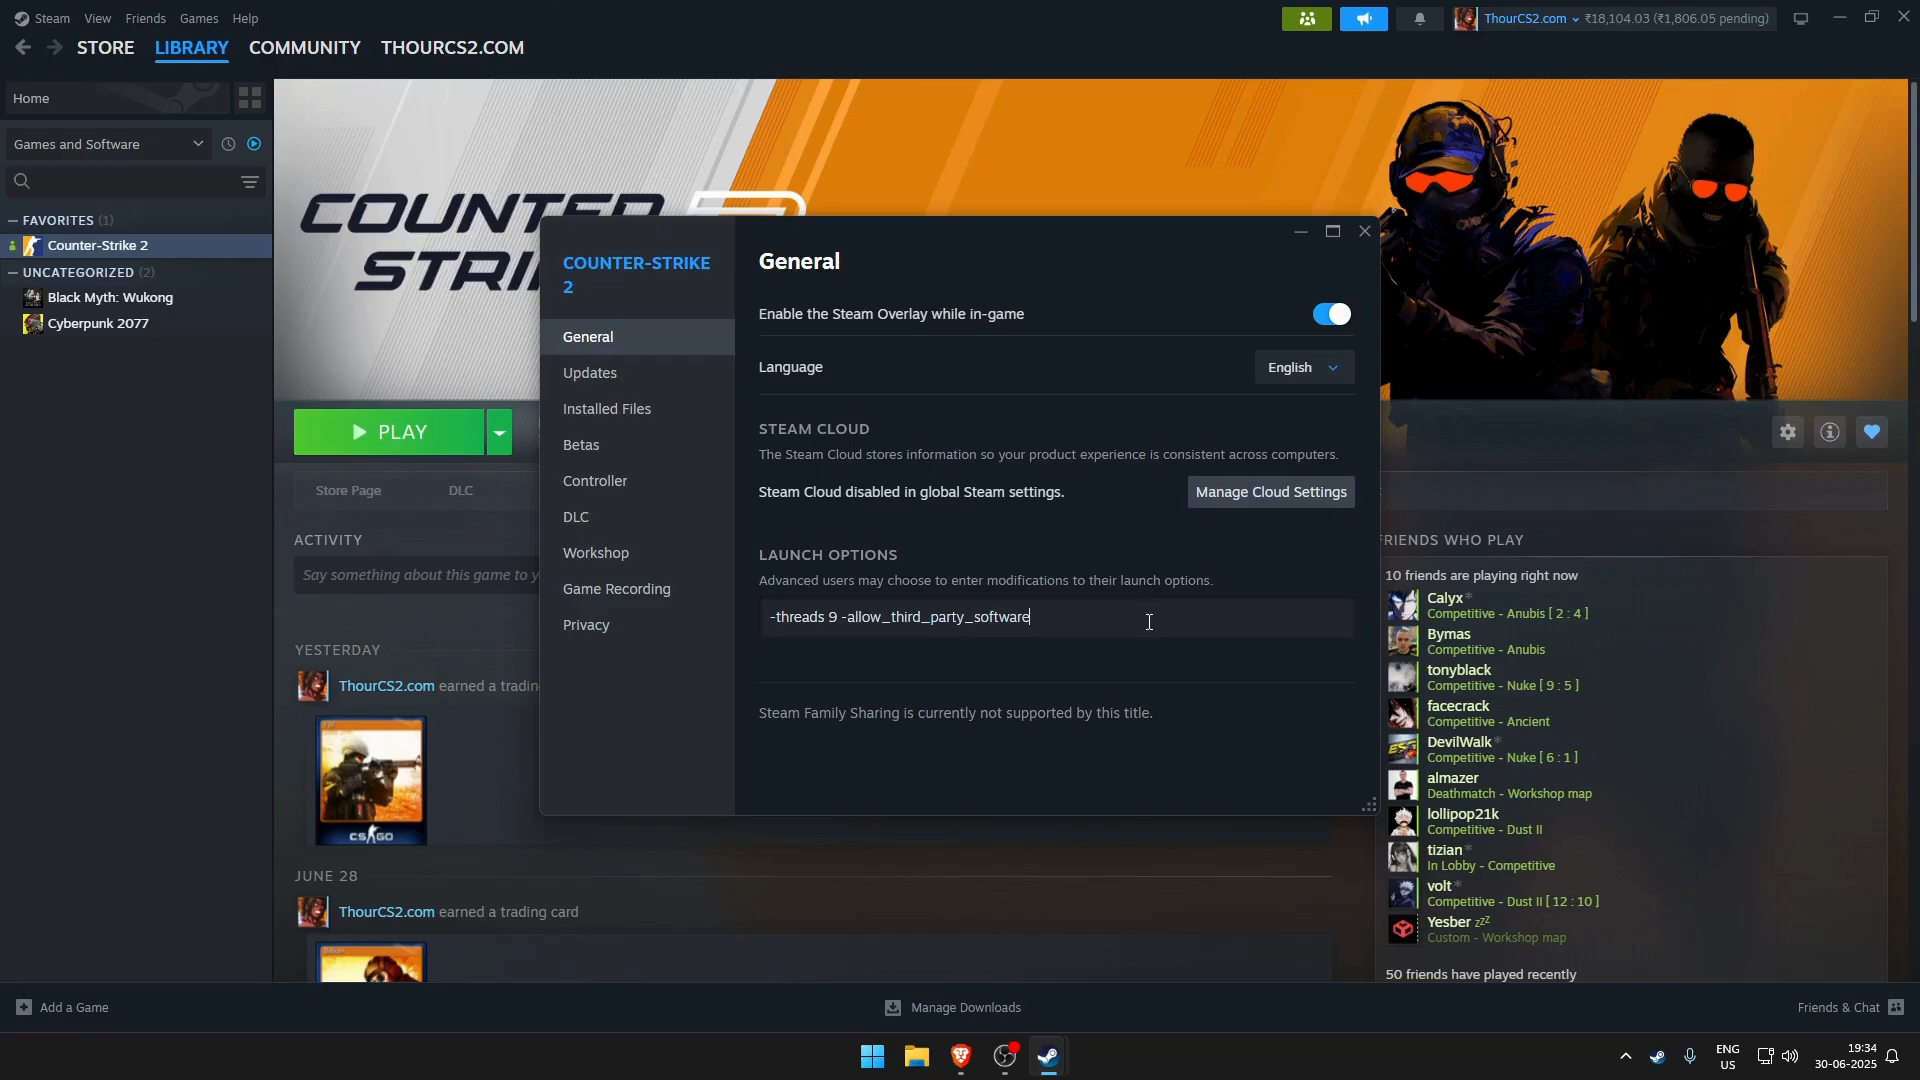 Steam View Friends Games Help
ThourCS2.com ₹18,104.03 (₹1,806.05 pending)
STORE LIBRARY COMMUNITY THOURCS2.COM
Home
Games and Software
FAVORITES (1)
Counter-Strike 2
UNCATEGORIZED (2)
Black Myth: Wukong
Cyberpunk 2077
PLAY
Store Page DLC
ACTIVITY
Say something about this game to y
YESTERDAY
ThourCS2.com earned a tradin
CS GO
JUNE 28
ThourCS2.com earned a trading card
COUNTER-STRIKE
2
General
Updates
Installed Files
Betas
Controller
DLC
Workshop
Game Recording
Privacy
General
Enable the Steam Overlay while in-game
Language English
STEAM CLOUD
The Steam Cloud stores information so your product experience is consistent across computers.
Steam Cloud disabled in global Steam settings. Manage Cloud Settings
LAUNCH OPTIONS
Advanced users may choose to enter modifications to their launch options.
-threads 9 -allow_third_party_software
Steam Family Sharing is currently not supported by this title.
FRIENDS WHO PLAY
10 friends are playing right now
Calyx*
Competitive - Anubis [ 2 : 4 ]
Bymas
Competitive - Anubis
tonyblack
Competitive - Nuke [ 9 : 5 ]
facecrack
Competitive - Ancient
DevilWalk*
Competitive - Nuke [ 6 : 1 ]
almazer
Deathmatch - Workshop map
lollipop21k
Competitive - Dust II
tizian*
In Lobby - Competitive
volt*
Competitive - Dust II [ 12 : 10 ]
Yesber zzZ
Custom - Workshop map
50 friends have played recently
Add a Game Manage Downloads Friends & Chat
ENG
US
19:34
30-06-2025